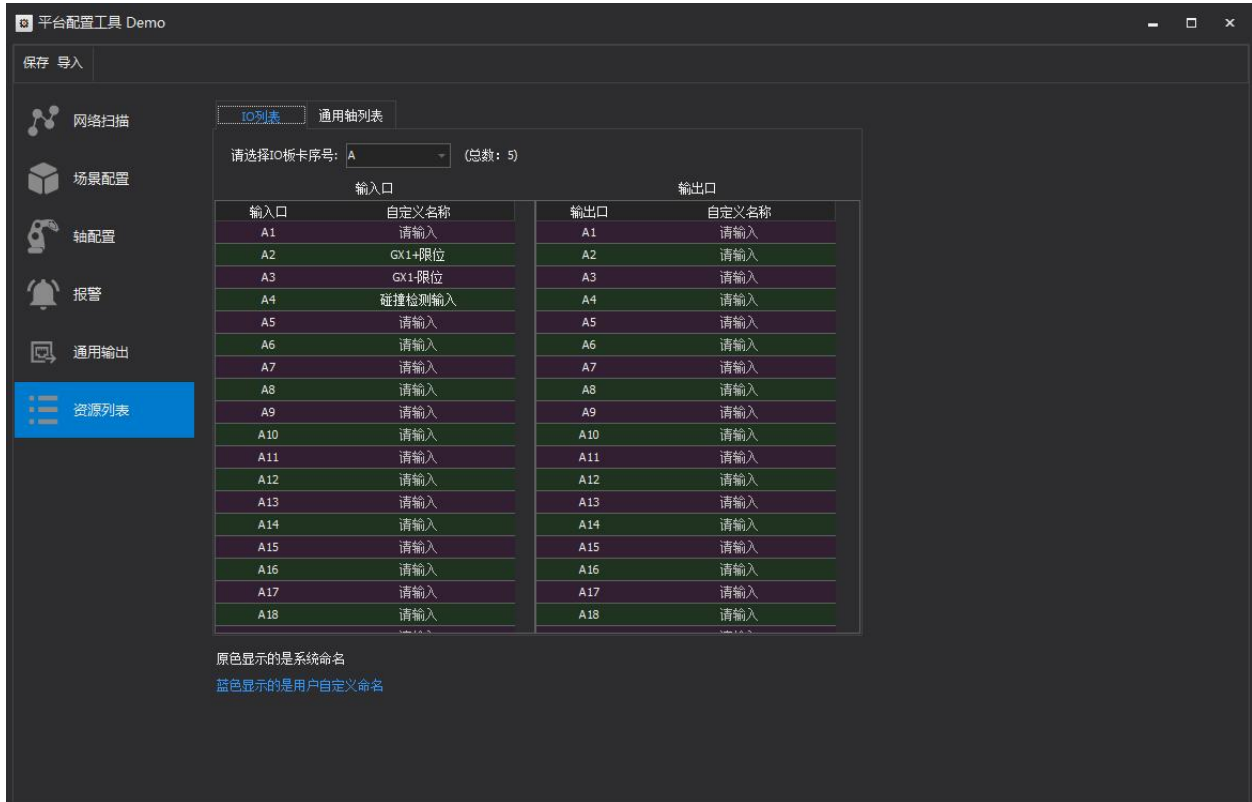 平台配置工具 Demo
保存 导入
网络扫描
场景配置
轴配置
报警
通用输出
资源列表
IO列表 通用轴列表
请选择IO板卡序号: A (总数: 5)
输入口 输出口
输入口 自定义名称 输出口 自定义名称
A1 请输入 A1 请输入
A2 GX1+限位 A2 请输入
A3 GX1-限位 A3 请输入
A4 碰撞检测输入 A4 请输入
A5 请输入 A5 请输入
A6 请输入 A6 请输入
A7 请输入 A7 请输入
A8 请输入 A8 请输入
A9 请输入 A9 请输入
A10 请输入 A10 请输入
A11 请输入 A11 请输入
A12 请输入 A12 请输入
A13 请输入 A13 请输入
A14 请输入 A14 请输入
A15 请输入 A15 请输入
A16 请输入 A16 请输入
A17 请输入 A17 请输入
A18 请输入 A18 请输入
原色显示的是系统命名
蓝色显示的是用户自定义命名